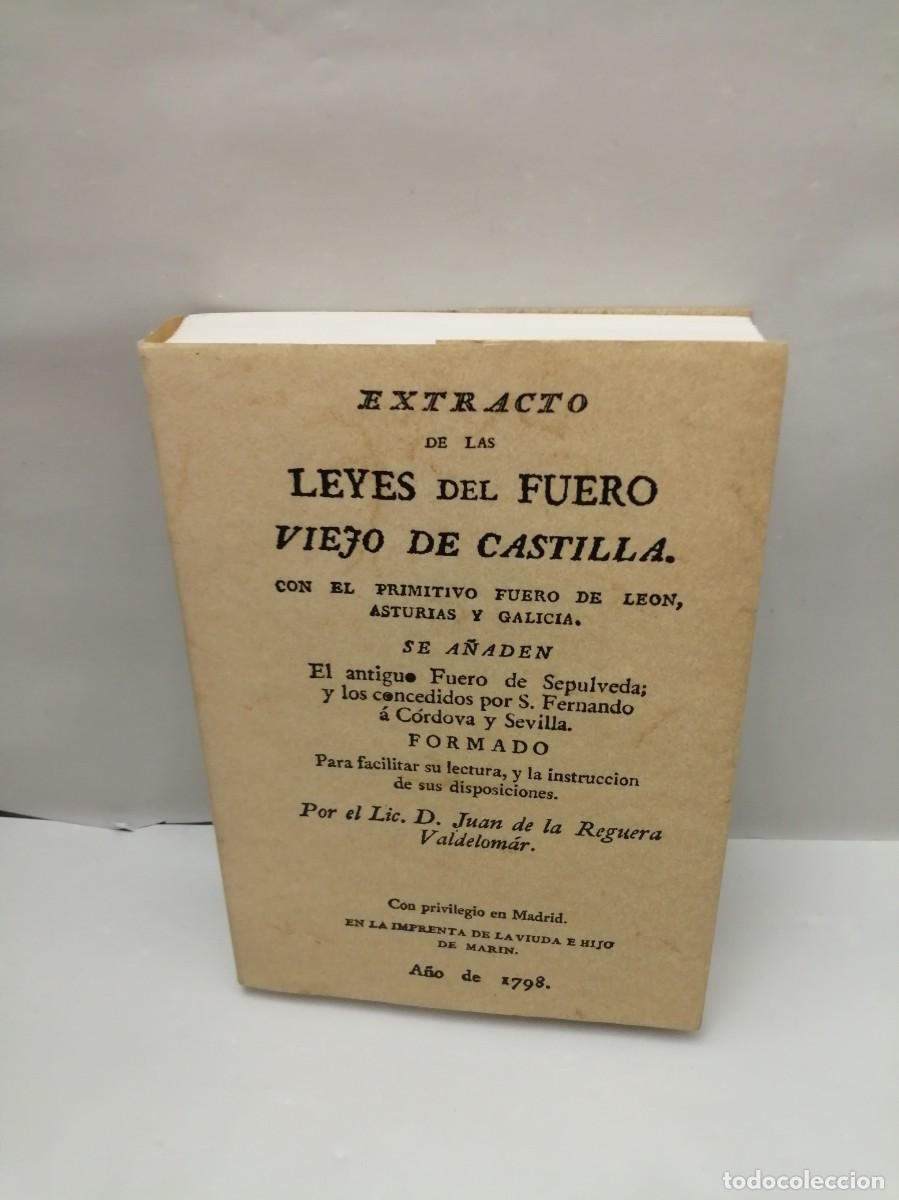 EXTRACTO
DE LAS
LEYES DEL FUERO
VIEJO DE CASTILLA.
CON EL PRIMITIVO FUERO DE LEON,
ASTURIAS Y GALICIA.
SE AÑADEN
El antiguo Fuero de Sepulveda;
y los concedidos por S. Fernando
á Córdova y Sevilla.
FORMADO
Para facilitar su lectura, y la instruccion
de sus disposiciones.
Por el Lic. D. Juan de la Reguera
Valdelomár.
Con privilegio en Madrid.
EN LA IMPRENTA DE LA VIUDA E HIJO
DE MARIN.
Año de 1798.
todocoleccion